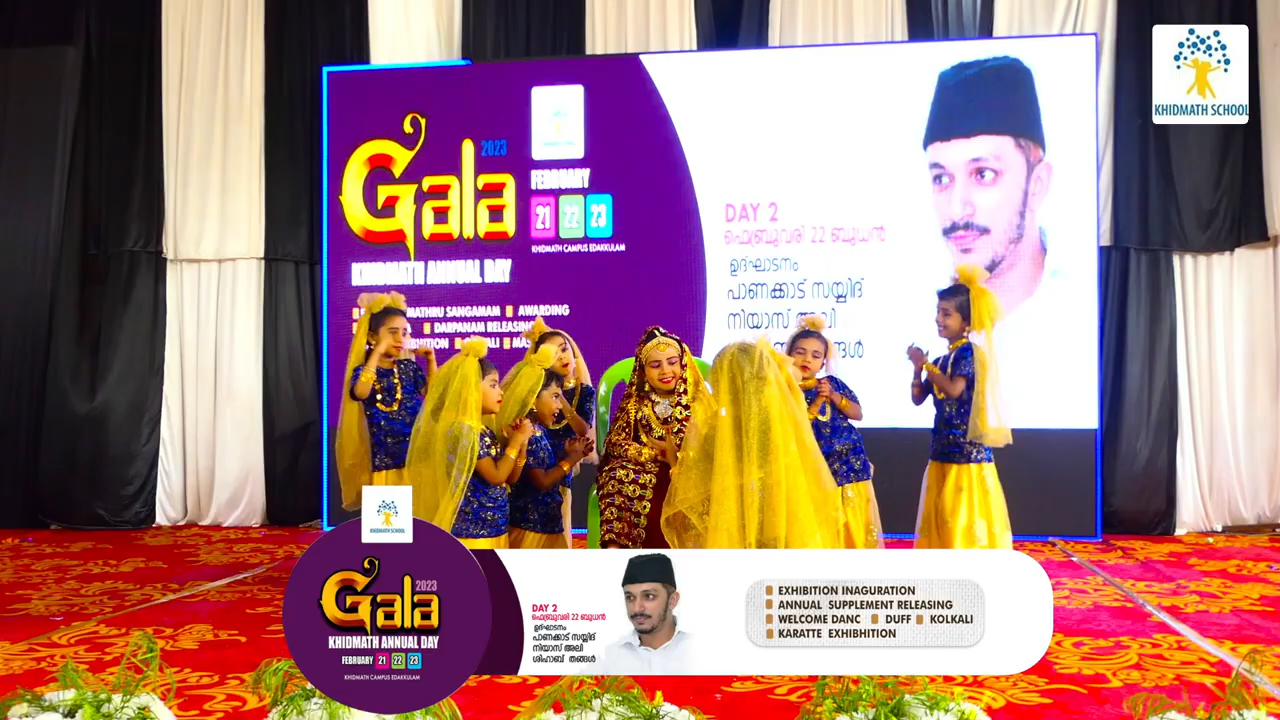 KHIDMATH SCHOOL
Gala
2023
FEBRUARY
21 22 23
KHIDMATH CAMPUS EDAKKULAM
KHIDMATH ANNUAL DAY
MATHRU SANGAMAM AWARDING
DARPANAM RELEASING
DAY 2
ഫെബ്രുവരി 22 ബുധൻ
ഉദ്ഘാടനം
പാണക്കാട് സയ്യിദ്
നിയാസ് അലി
KHIDMATH SCHOOL
Gala
2023
KHIDMATH ANNUAL DAY
FEBRUARY 21 22 23
KHIDMATH CAMPUS EDAKKULAM
DAY 2
ഫെബ്രുവരി 22 ബുധൻ
ഉദ്ഘാടനം
പാണക്കാട് സയ്യിദ്
നിയാസ് അലി
ശിഹാബ് തങ്ങൾ
EXHIBITION INAGURATION
ANNUAL SUPPLEMENT RELEASING
WELCOME DANC DUFF KOLKALI
KARATTE EXHIBHITION